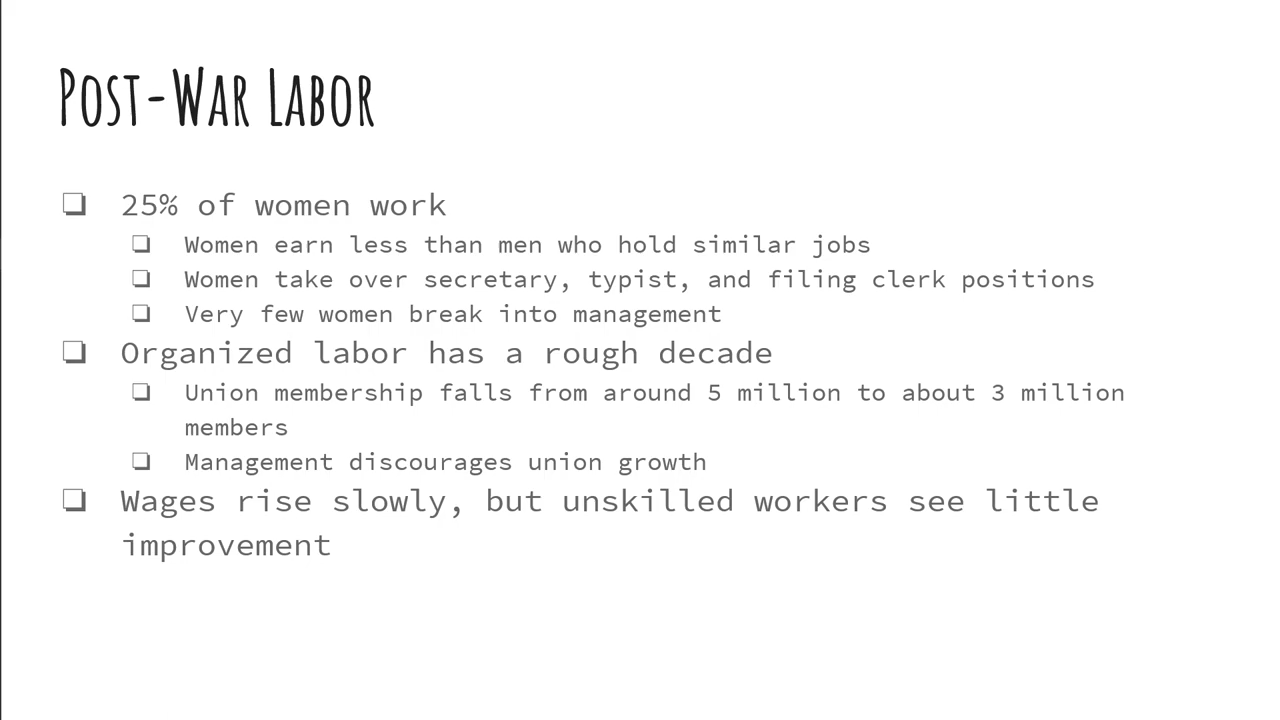 Post-War Labor
❏ 25% of women work
❏ Women earn less than men who hold similar jobs
❏ Women take over secretary, typist, and filing clerk positions
❏ Very few women break into management
❏ Organized labor has a rough decade
❏ Union membership falls from around 5 million to about 3 million
members
❏ Management discourages union growth
❏ Wages rise slowly, but unskilled workers see little
improvement